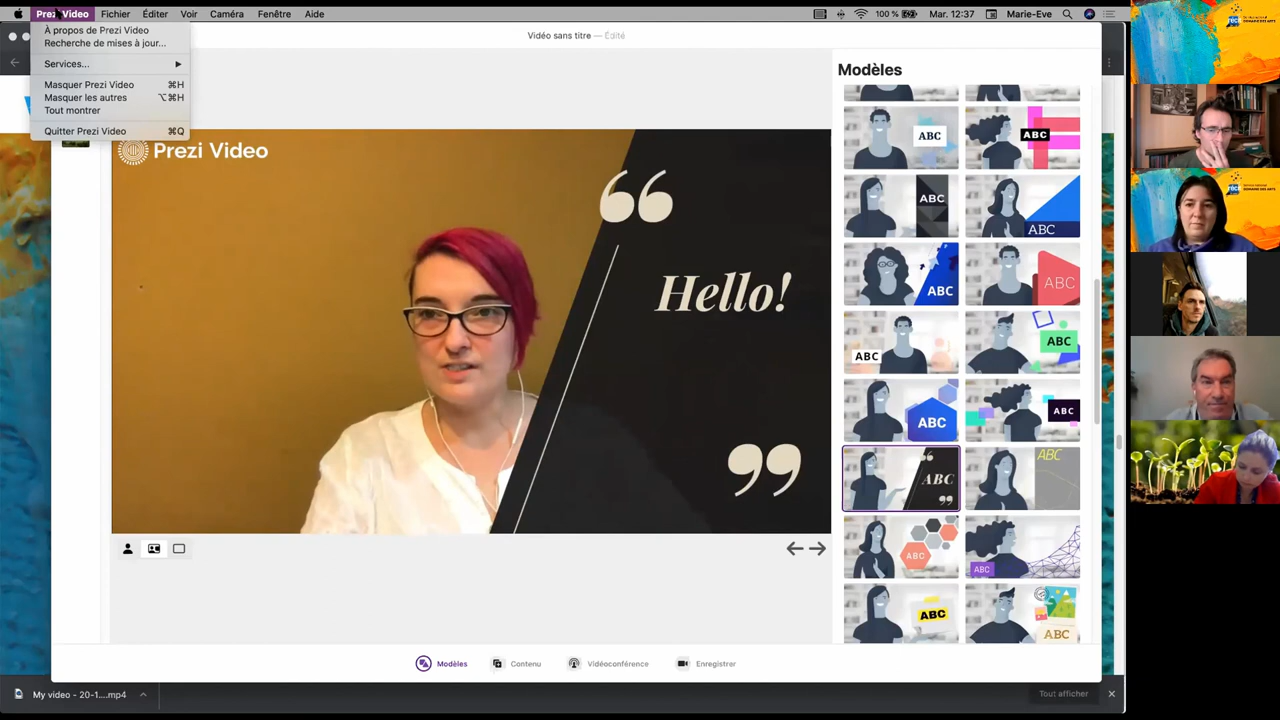 Prezi Video Fichier Éditer Voir Caméra Fenêtre Aide 100 % Mar. 12:37 Marie-Eve
À propos de Prezi Video
Recherche de mises à jour...
Services...
Masquer Prezi Video ⌘H
Masquer les autres ⌥⌘H
Tout montrer
Quitter Prezi Video ⌘Q
Vidéo sans titre — Édité
Prezi Video
“
Hello!
”
Modèles
ABC
ABC
ABC
ABC
ABC
ABC
ABC
ABC
ABC
ABC
“ ABC ”
ABC
ABC
ABC
ABC
ABC
Modèles Contenu Vidéoconférence Enregistrer
My video - 20-1....mp4
Tout afficher
DOMAINE DES ARTS